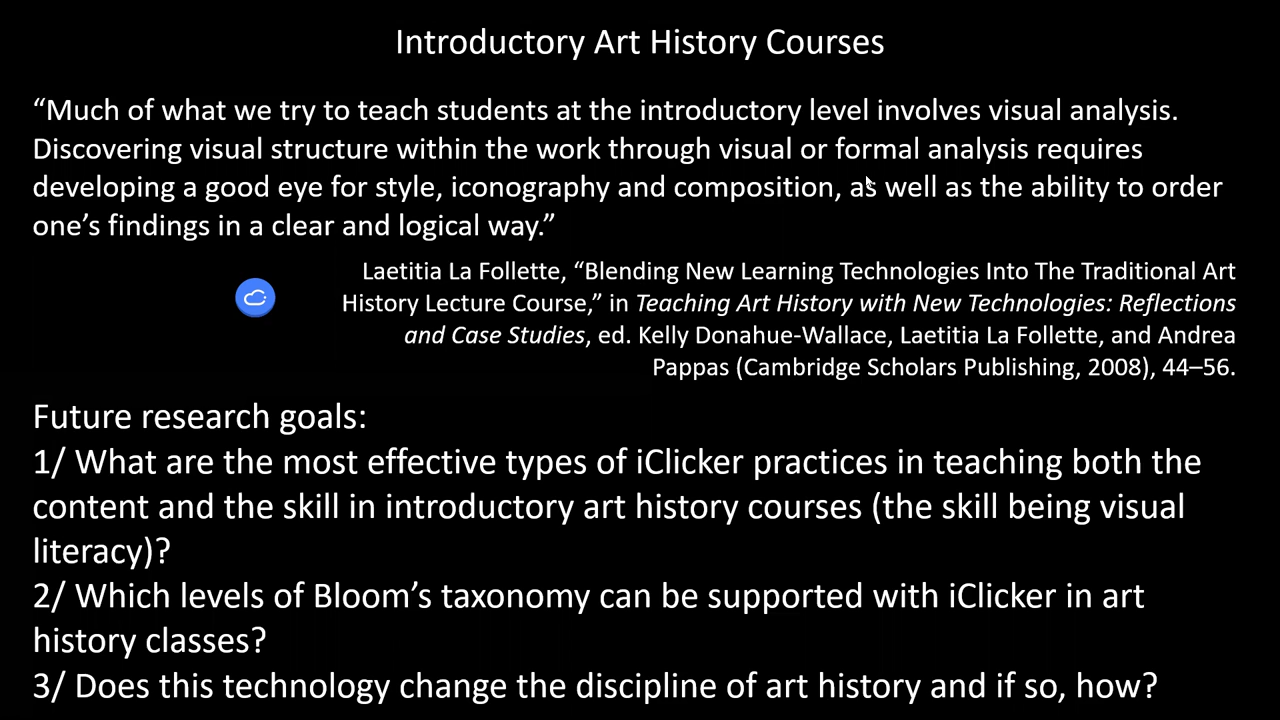 Introductory Art History Courses
“Much of what we try to teach students at the introductory level involves visual analysis.
Discovering visual structure within the work through visual or formal analysis requires
developing a good eye for style, iconography and composition, as well as the ability to order
one’s findings in a clear and logical way.”
Laetitia La Follette, “Blending New Learning Technologies Into The Traditional Art
History Lecture Course,” in Teaching Art History with New Technologies: Reflections
and Case Studies, ed. Kelly Donahue-Wallace, Laetitia La Follette, and Andrea
Pappas (Cambridge Scholars Publishing, 2008), 44–56.
Future research goals:
1/ What are the most effective types of iClicker practices in teaching both the
content and the skill in introductory art history courses (the skill being visual
literacy)?
2/ Which levels of Bloom’s taxonomy can be supported with iClicker in art
history classes?
3/ Does this technology change the discipline of art history and if so, how?